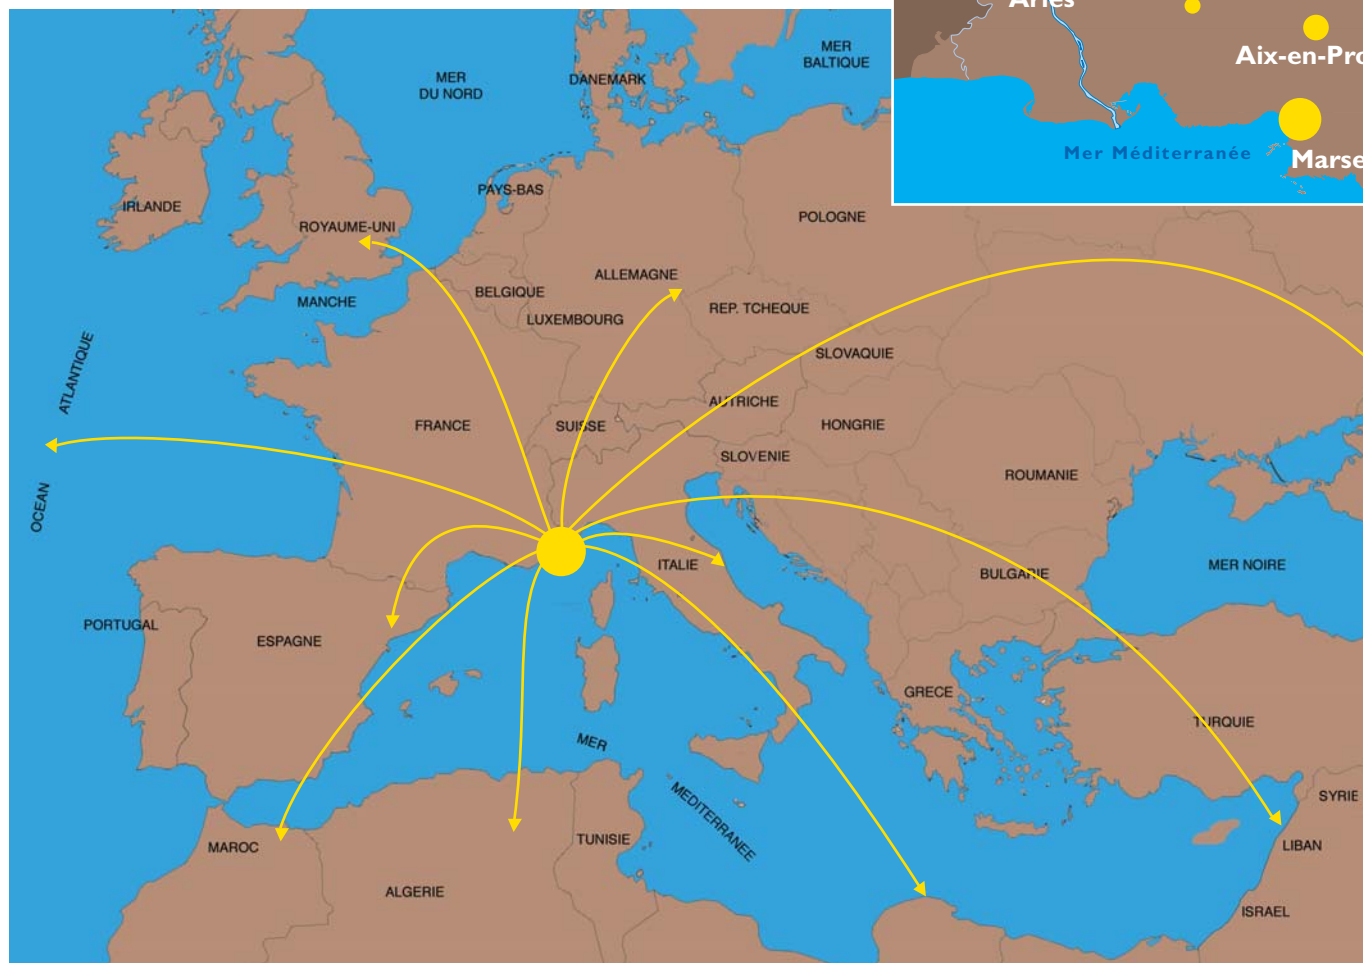 Arles
Aix-en-Pro
Mer Méditerranée
Marse
MER
DU NORD
MER
BALTIQUE
DANEMARK
IRLANDE
PAYS-BAS
ROYAUME-UNI
POLOGNE
ALLEMAGNE
BELGIQUE
MANCHE
LUXEMBOURG
REP. TCHEQUE
SLOVAQUIE
ATLANTIQUE
OCEAN
FRANCE
SUISSE
AUTRICHE
HONGRIE
SLOVENIE
ROUMANIE
ITALIE
BULGARIE
MER NOIRE
PORTUGAL
ESPAGNE
GRECE
TURQUIE
MER
MEDITERRANEE
SYRIE
MAROC
TUNISIE
LIBAN
ALGERIE
ISRAEL